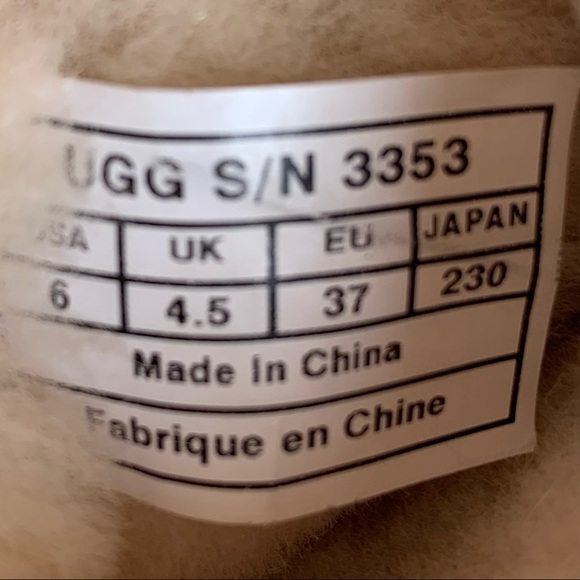 UGG S/N 3353
USA UK EU JAPAN
6 4.5 37 230
Made In China
Fabrique en Chine